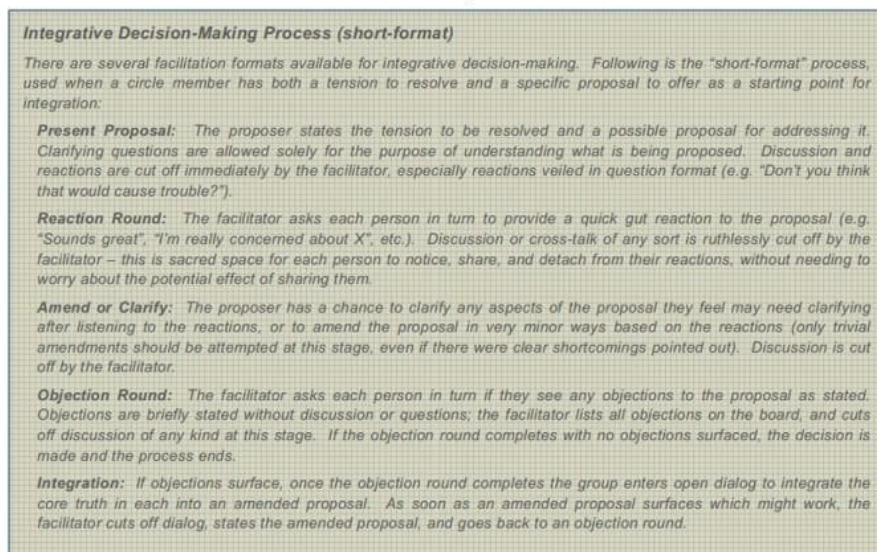 Integrative Decision-Making Process (short-format)
There are several facilitation formats available for integrative decision-making. Following is the “short-format” process,
used when a circle member has both a tension to resolve and a specific proposal to offer as a starting point for
integration:
Present Proposal: The proposer states the tension to be resolved and a possible proposal for addressing it.
Clarifying questions are allowed solely for the purpose of understanding what is being proposed. Discussion and
reactions are cut off immediately by the facilitator, especially reactions veiled in question format (e.g. “Don’t you think
that would cause trouble?”).
Reaction Round: The facilitator asks each person in turn to provide a quick gut reaction to the proposal (e.g.
“Sounds great”, “I’m really concerned about X”, etc.). Discussion or cross-talk of any sort is ruthlessly cut off by the
facilitator – this is sacred space for each person to notice, share, and detach from their reactions, without needing to
worry about the potential effect of sharing them.
Amend or Clarify: The proposer has a chance to clarify any aspects of the proposal they feel may need clarifying
after listening to the reactions, or to amend the proposal in very minor ways based on the reactions (only trivial
amendments should be attempted at this stage, even if there were clear shortcomings pointed out). Discussion is cut
off by the facilitator.
Objection Round: The facilitator asks each person in turn if they see any objections to the proposal as stated.
Objections are briefly stated without discussion or questions; the facilitator lists all objections on the board, and cuts
off discussion of any kind at this stage. If the objection round completes with no objections surfaced, the decision is
made and the process ends.
Integration: If objections surface, once the objection round completes the group enters open dialog to integrate the
core truth in each into an amended proposal. As soon as an amended proposal surfaces which might work, the
facilitator cuts off dialog, states the amended proposal, and goes back to an objection round.